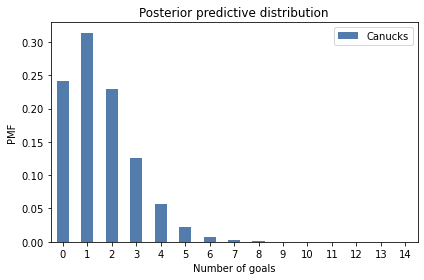 Posterior predictive distribution
Canucks
PMF
0.30
0.25
0.20
0.15
0.10
0.05
0.00
0 1 2 3 4 5 6 7 8 9 10 11 12 13 14
Number of goals